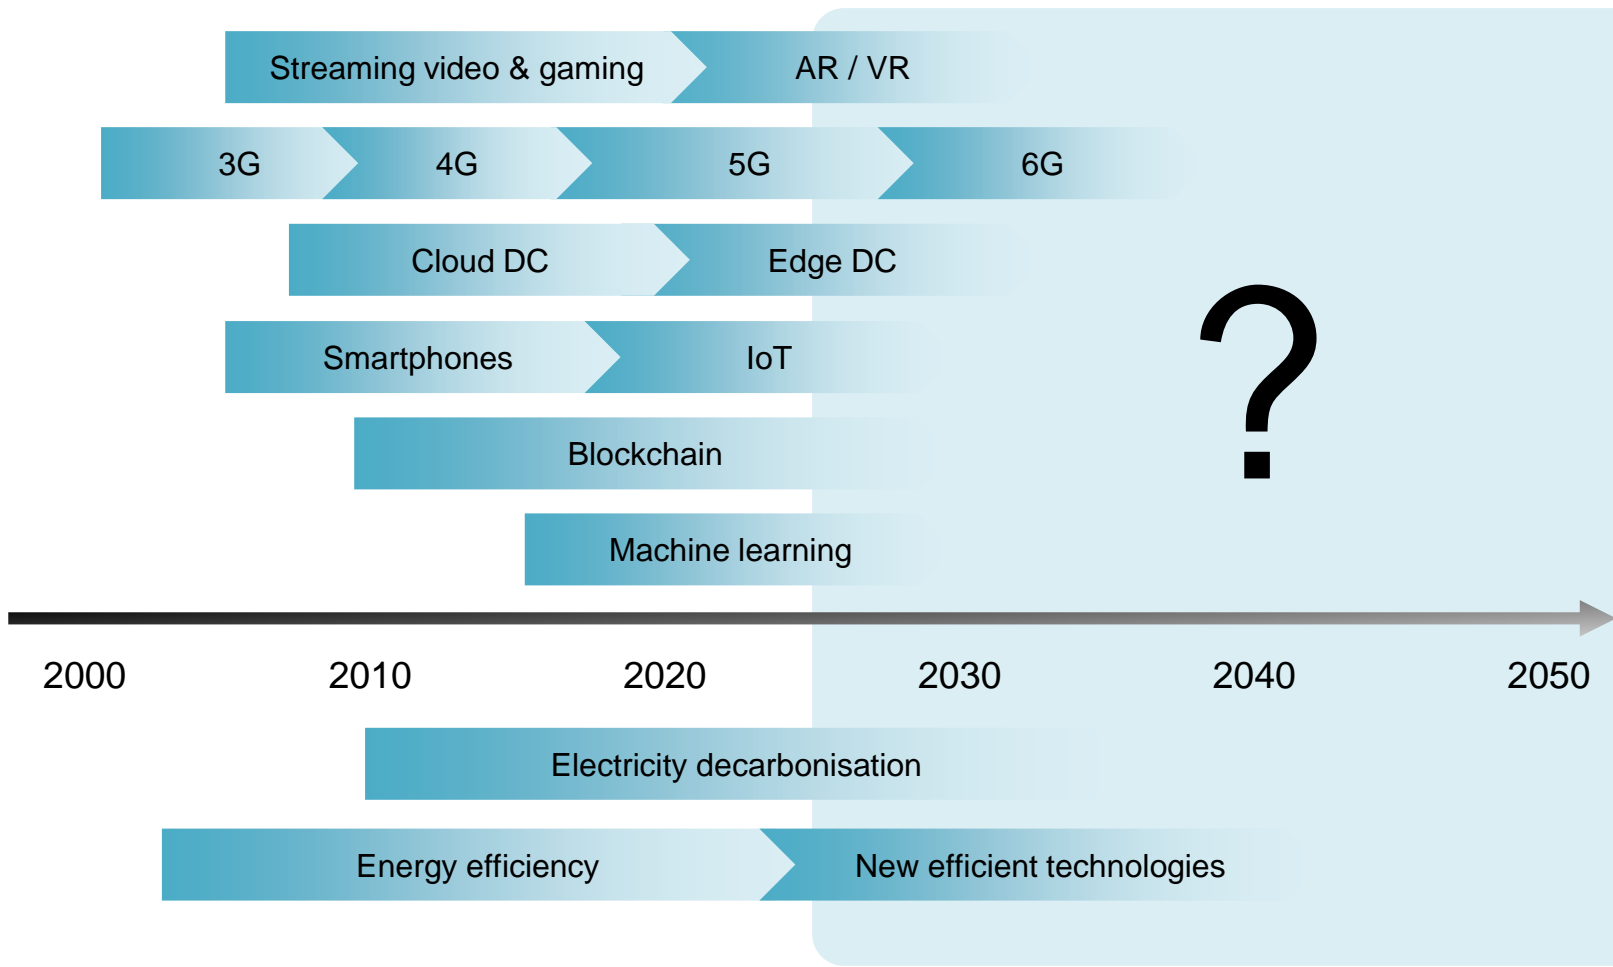 Streaming video & gaming
AR / VR
3G
4G
5G
6G
Cloud DC
Edge DC
Smartphones
IoT
Blockchain
Machine learning
?
2000
2010
2020
2030
2040
2050
Electricity decarbonisation
Energy efficiency
New efficient technologies